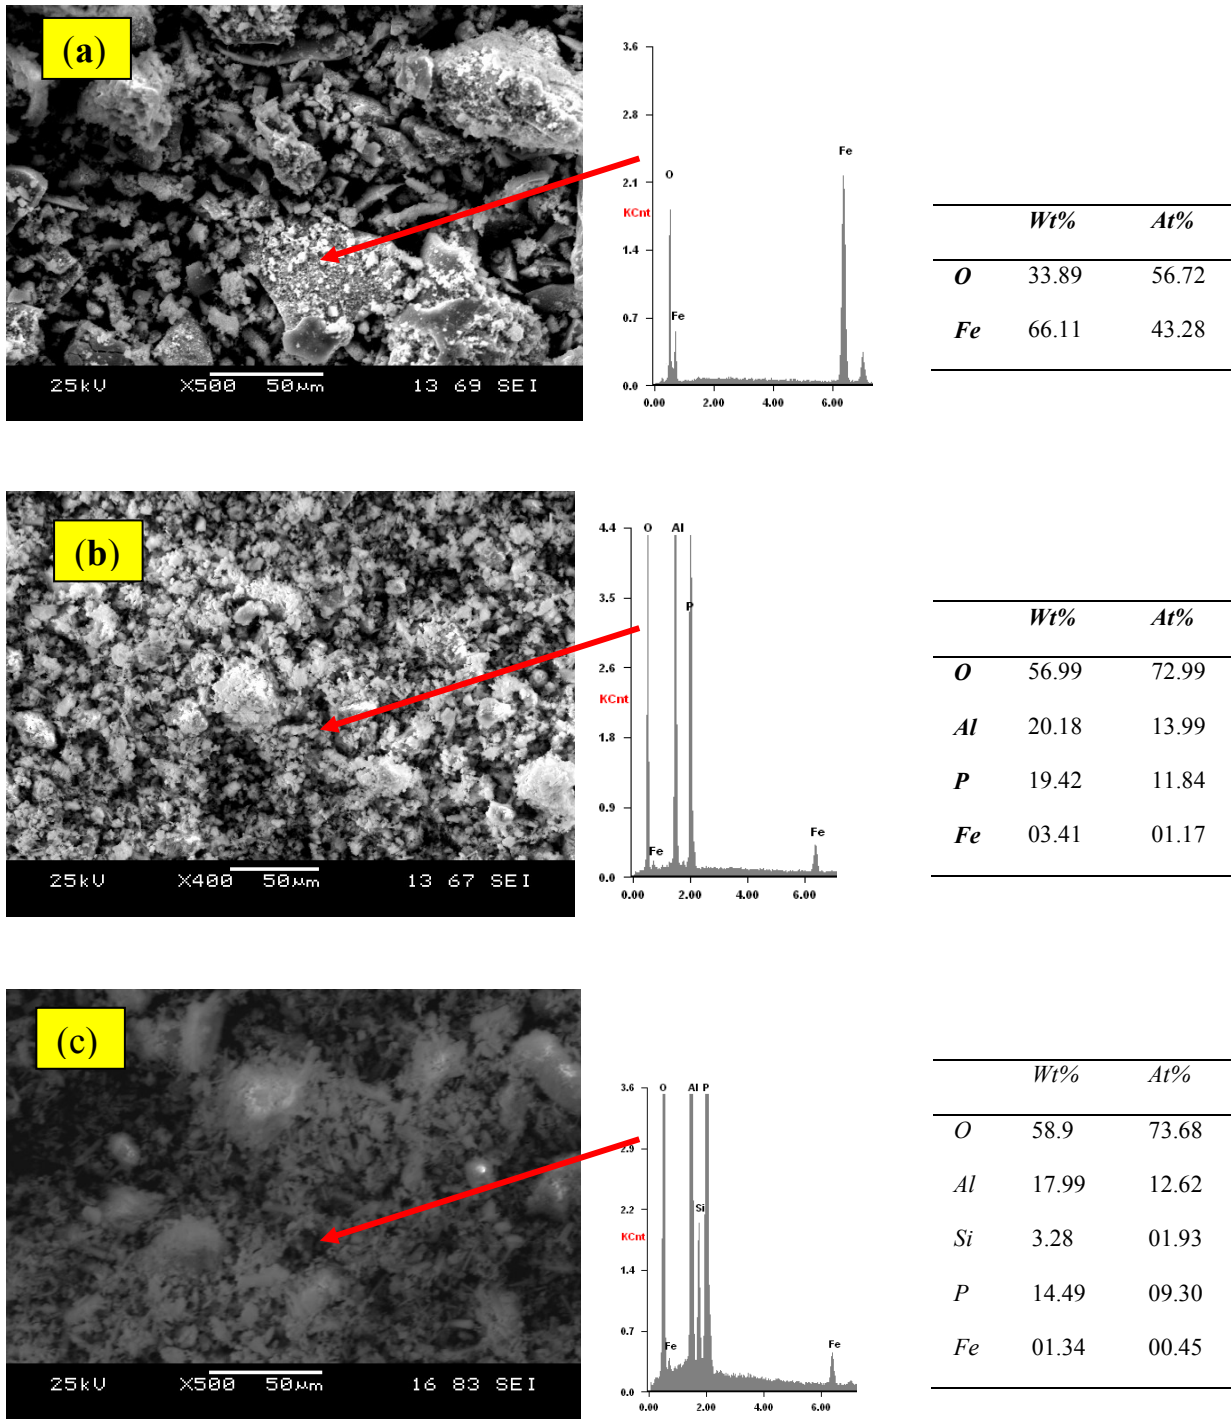 (a)
25kV X500 50µm 13 69 SEI
3.6
2.8
2.1
KCnt
1.4
0.7
0.0
O
Fe
Fe
0.00 2.00 4.00 6.00
Wt% At%
O 33.89 56.72
Fe 66.11 43.28
(b)
25kV X400 50µm 13 67 SEI
4.4
3.5
2.6
KCnt
1.8
0.9
0.0
O Al
P
Fe
Fe
0.00 2.00 4.00 6.00
Wt% At%
O 56.99 72.99
Al 20.18 13.99
P 19.42 11.84
Fe 03.41 01.17
(c)
25kV X500 50µm 16 83 SEI
3.6
2.9
2.2
KCnt
1.4
0.7
0.0
O Al P
Si
Fe
Fe
0.00 2.00 4.00 6.00
Wt% At%
O 58.9 73.68
Al 17.99 12.62
Si 3.28 01.93
P 14.49 09.30
Fe 01.34 00.45